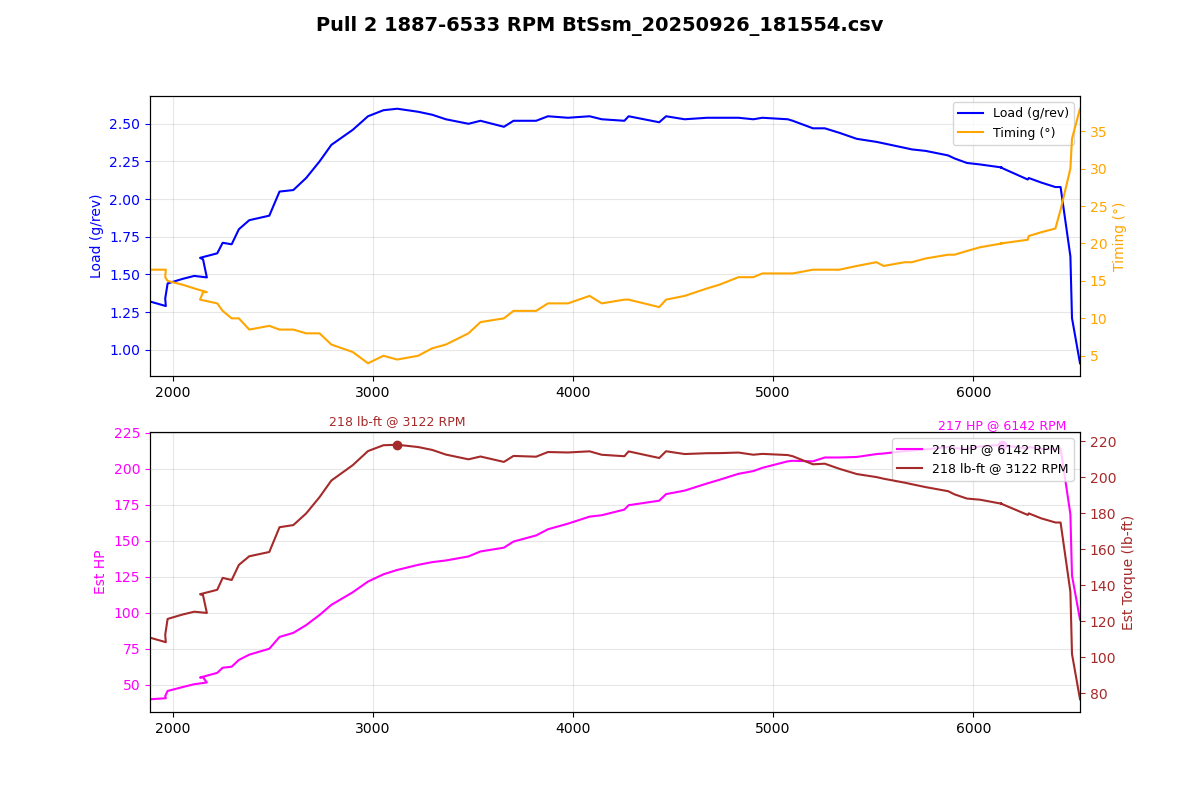 Pull 2 1887-6533 RPM BtSsm_20250926_181554.csv
Load (g/rev)
Timing (°)
2.50
2.25
2.00
1.75
1.50
1.25
1.00
Load (g/rev)
35
30
25
20
15
10
5
Timing (°)
2000 3000 4000 5000 6000
218 lb-ft @ 3122 RPM
217 HP @ 6142 RPM
216 HP @ 6142 RPM
218 lb-ft @ 3122 RPM
225
200
175
150
125
100
75
50
Est HP
220
200
180
160
140
120
100
80
Est Torque (lb-ft)
2000 3000 4000 5000 6000